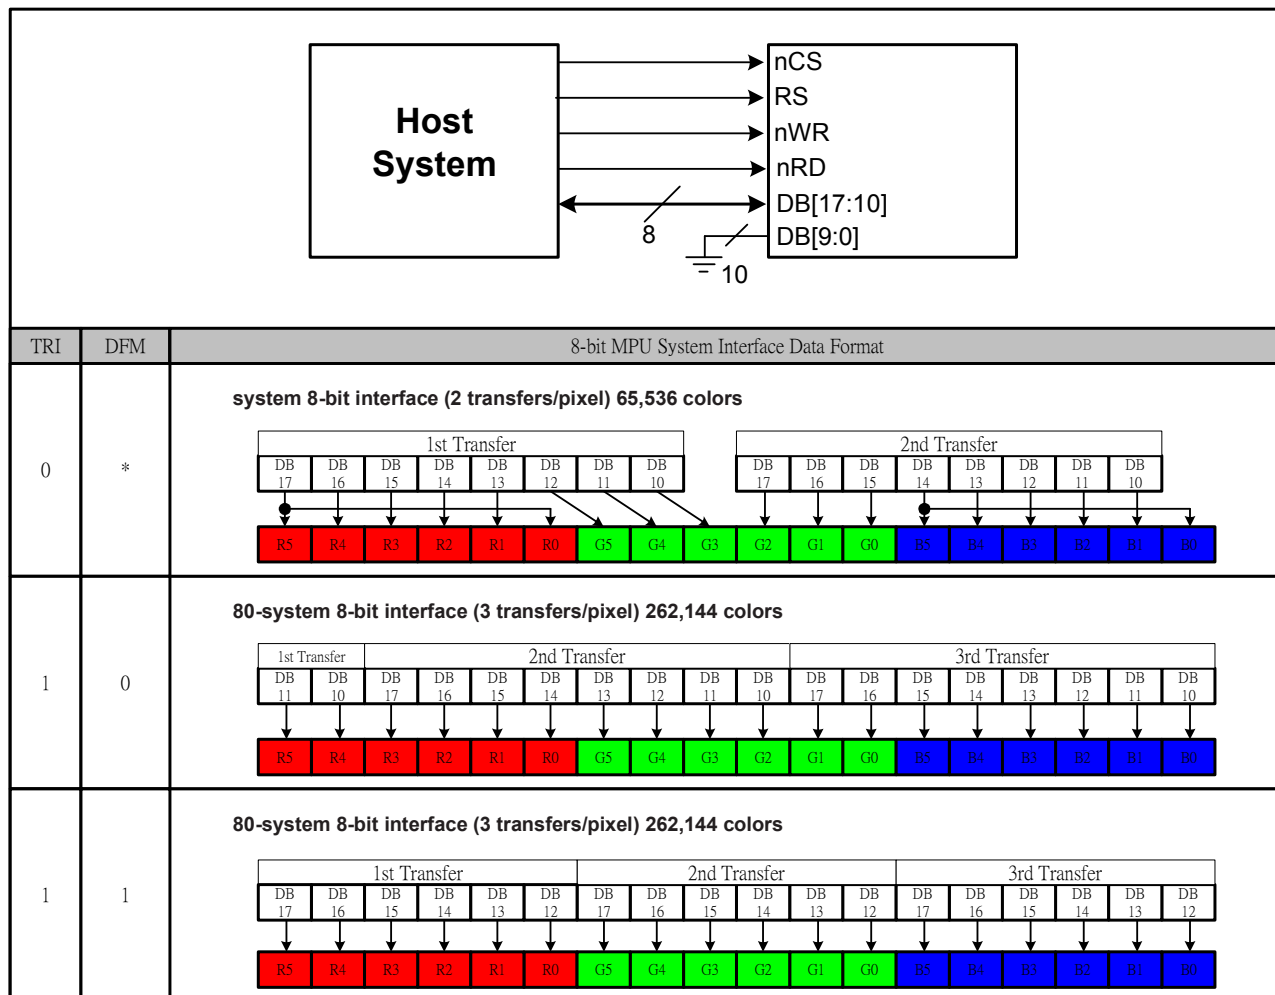 Host
System
nCS
RS
nWR
nRD
DB[17:10]
8
DB[9:0]
10
TRI DFM 8-bit MPU System Interface Data Format
system 8-bit interface (2 transfers/pixel) 65,536 colors
0 *
1st Transfer 2nd Transfer
DB DB DB DB DB DB DB DB DB DB DB DB DB DB DB DB
17 16 15 14 13 12 11 10 17 16 15 14 13 12 11 10
R5 R4 R3 R2 R1 R0 G5 G4 G3 G2 G1 G0 B5 B4 B3 B2 B1 B0
80-system 8-bit interface (3 transfers/pixel) 262,144 colors
1 0
1st Transfer 2nd Transfer 3rd Transfer
DB DB DB DB DB DB DB DB DB DB DB DB DB DB DB DB DB DB
11 10 17 16 15 14 13 12 11 10 17 16 15 14 13 12 11 10
R5 R4 R3 R2 R1 R0 G5 G4 G3 G2 G1 G0 B5 B4 B3 B2 B1 B0
80-system 8-bit interface (3 transfers/pixel) 262,144 colors
1 1
1st Transfer 2nd Transfer 3rd Transfer
DB DB DB DB DB DB DB DB DB DB DB DB DB DB DB DB DB DB
17 16 15 14 13 12 17 16 15 14 13 12 17 16 15 14 13 12
R5 R4 R3 R2 R1 R0 G5 G4 G3 G2 G1 G0 B5 B4 B3 B2 B1 B0